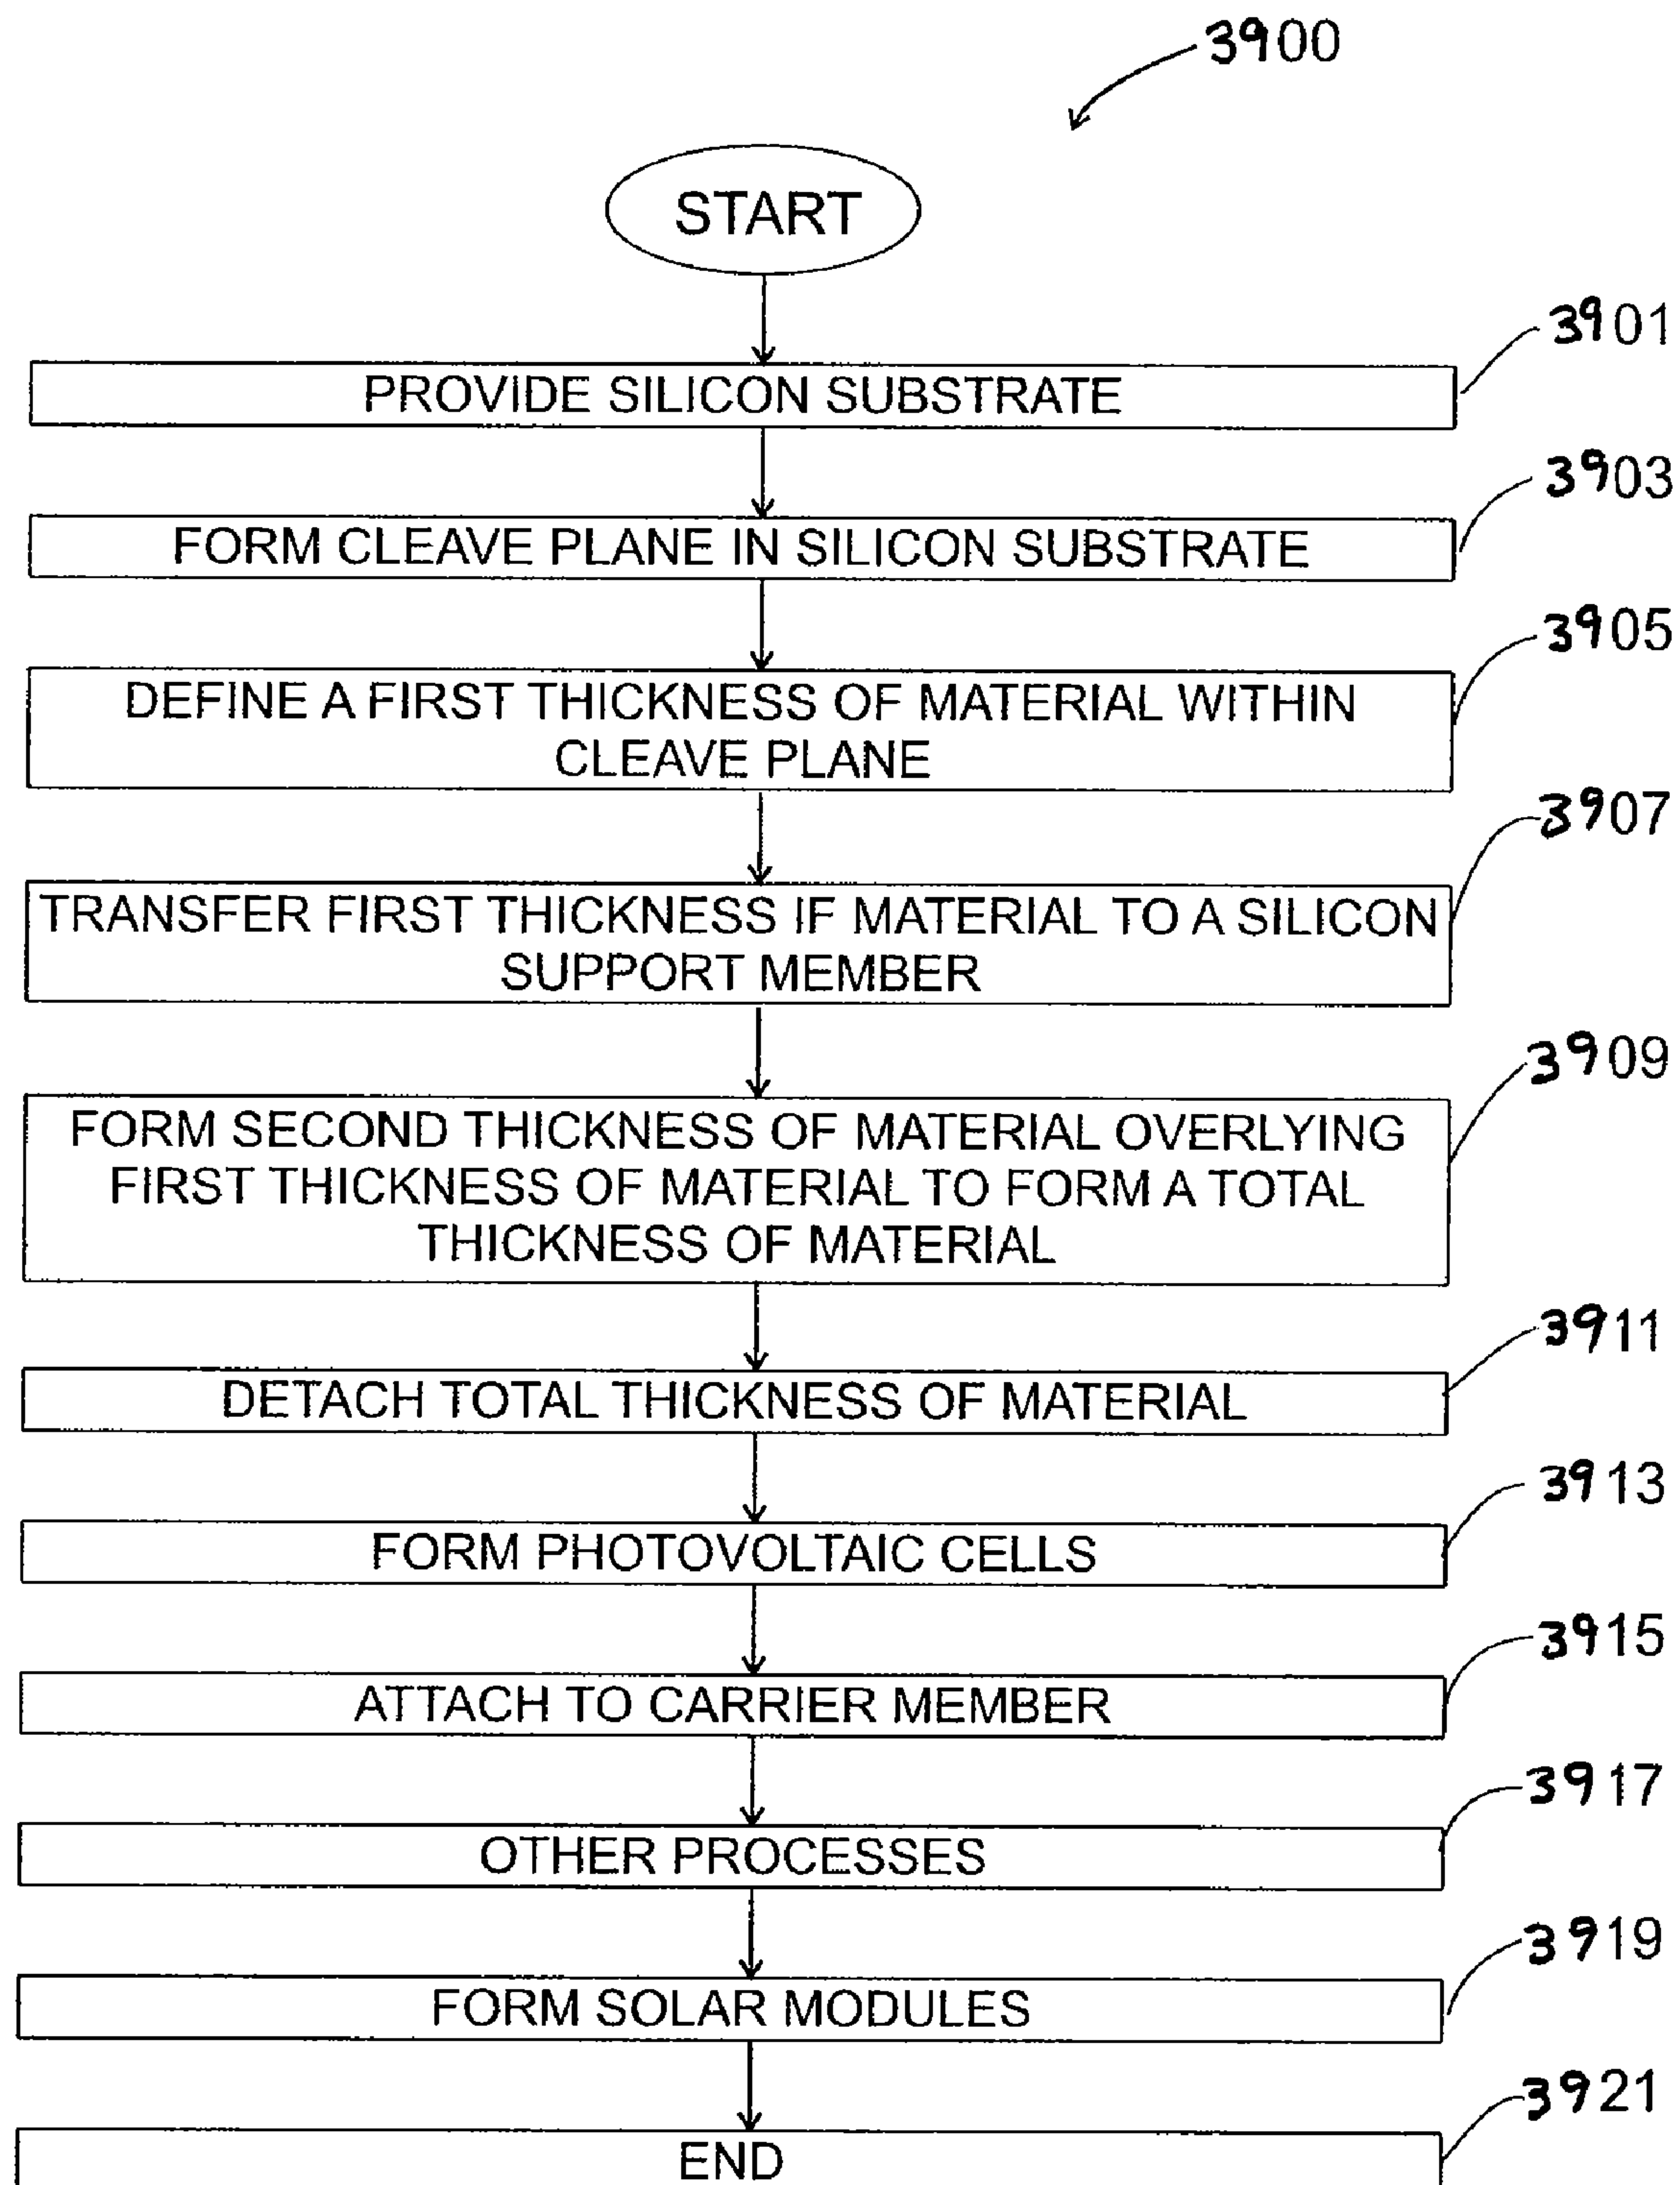 3900
START
3901
PROVIDE SILICON SUBSTRATE
3903
FORM CLEAVE PLANE IN SILICON SUBSTRATE
3905
DEFINE A FIRST THICKNESS OF MATERIAL WITHIN
CLEAVE PLANE
3907
TRANSFER FIRST THICKNESS IF MATERIAL TO A SILICON
SUPPORT MEMBER
3909
FORM SECOND THICKNESS OF MATERIAL OVERLYING
FIRST THICKNESS OF MATERIAL TO FORM A TOTAL
THICKNESS OF MATERIAL
3911
DETACH TOTAL THICKNESS OF MATERIAL
3913
FORM PHOTOVOLTAIC CELLS
3915
ATTACH TO CARRIER MEMBER
3917
OTHER PROCESSES
3919
FORM SOLAR MODULES
3921
END